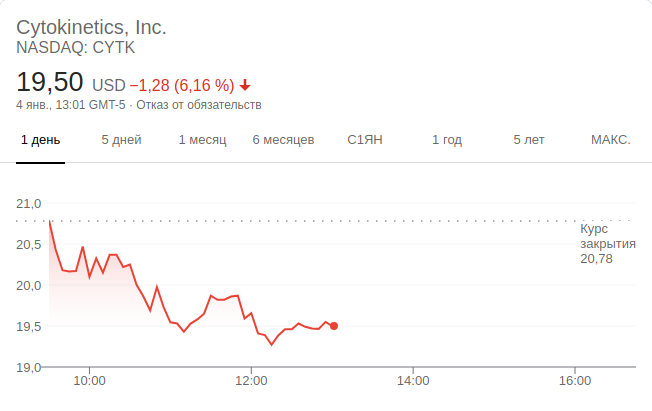 Cytokinetics, Inc.
NASDAQ: CYTK
19,50 USD −1,28 (6,16 %)
4 янв., 13:01 GMT-5 · Отказ от обязательств
1 день 5 дней 1 месяц 6 месяцев С1ЯН 1 год 5 лет МАКС.
21,0
20,5
20,0
19,5
19,0
Курс
закрытия
20,78
10:00 12:00 14:00 16:00